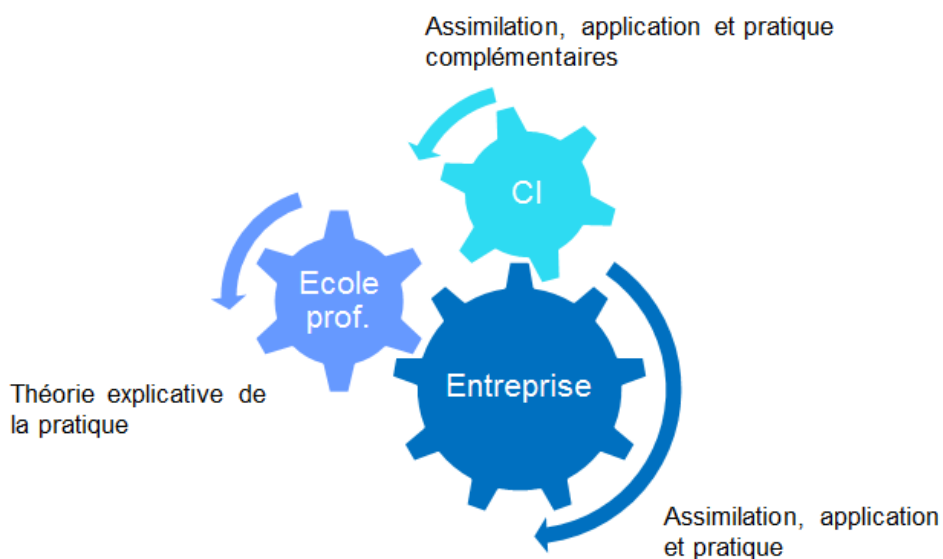 Assimilation, application et pratique
complémentaires
CI
Ecole
prof.
Entreprise
Théorie explicative de
la pratique
Assimilation, application
et pratique